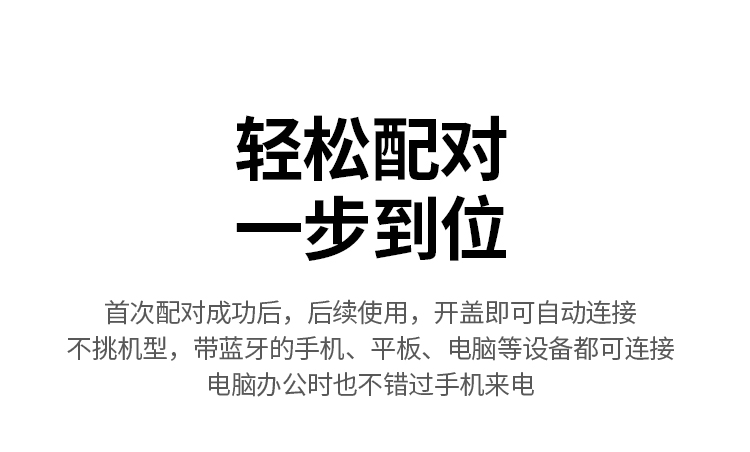 轻松配对
一步到位
首次配对成功后，后续使用，开盖即可自动连接
不挑机型，带蓝牙的手机、平板、电脑等设备都可连接
电脑办公时也不错过手机来电